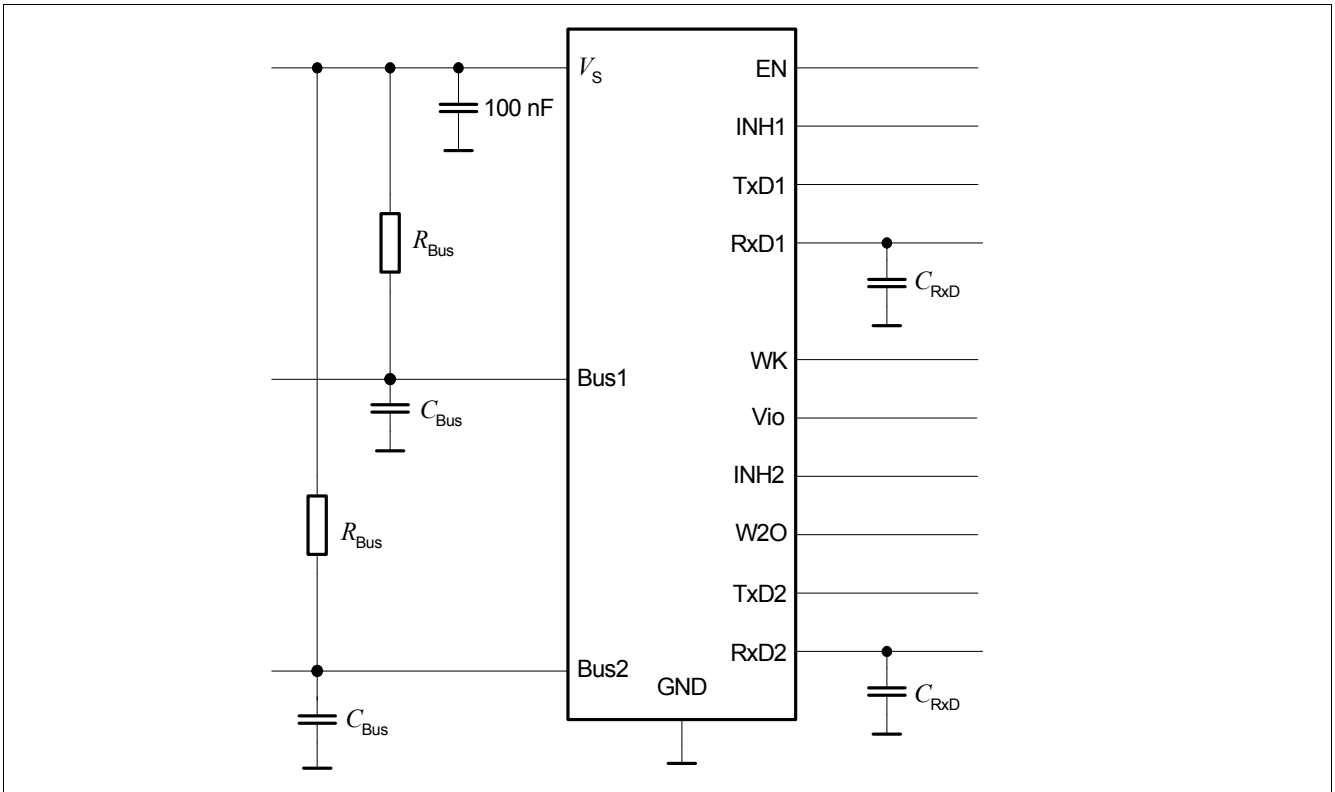 VS
EN
100 nF
INH1
TxD1
RBus
RxD1
CRxD
WK
Bus1
CBus
Vio
INH2
RBus
W2O
TxD2
RxD2
Bus2
GND
CRxD
CBus